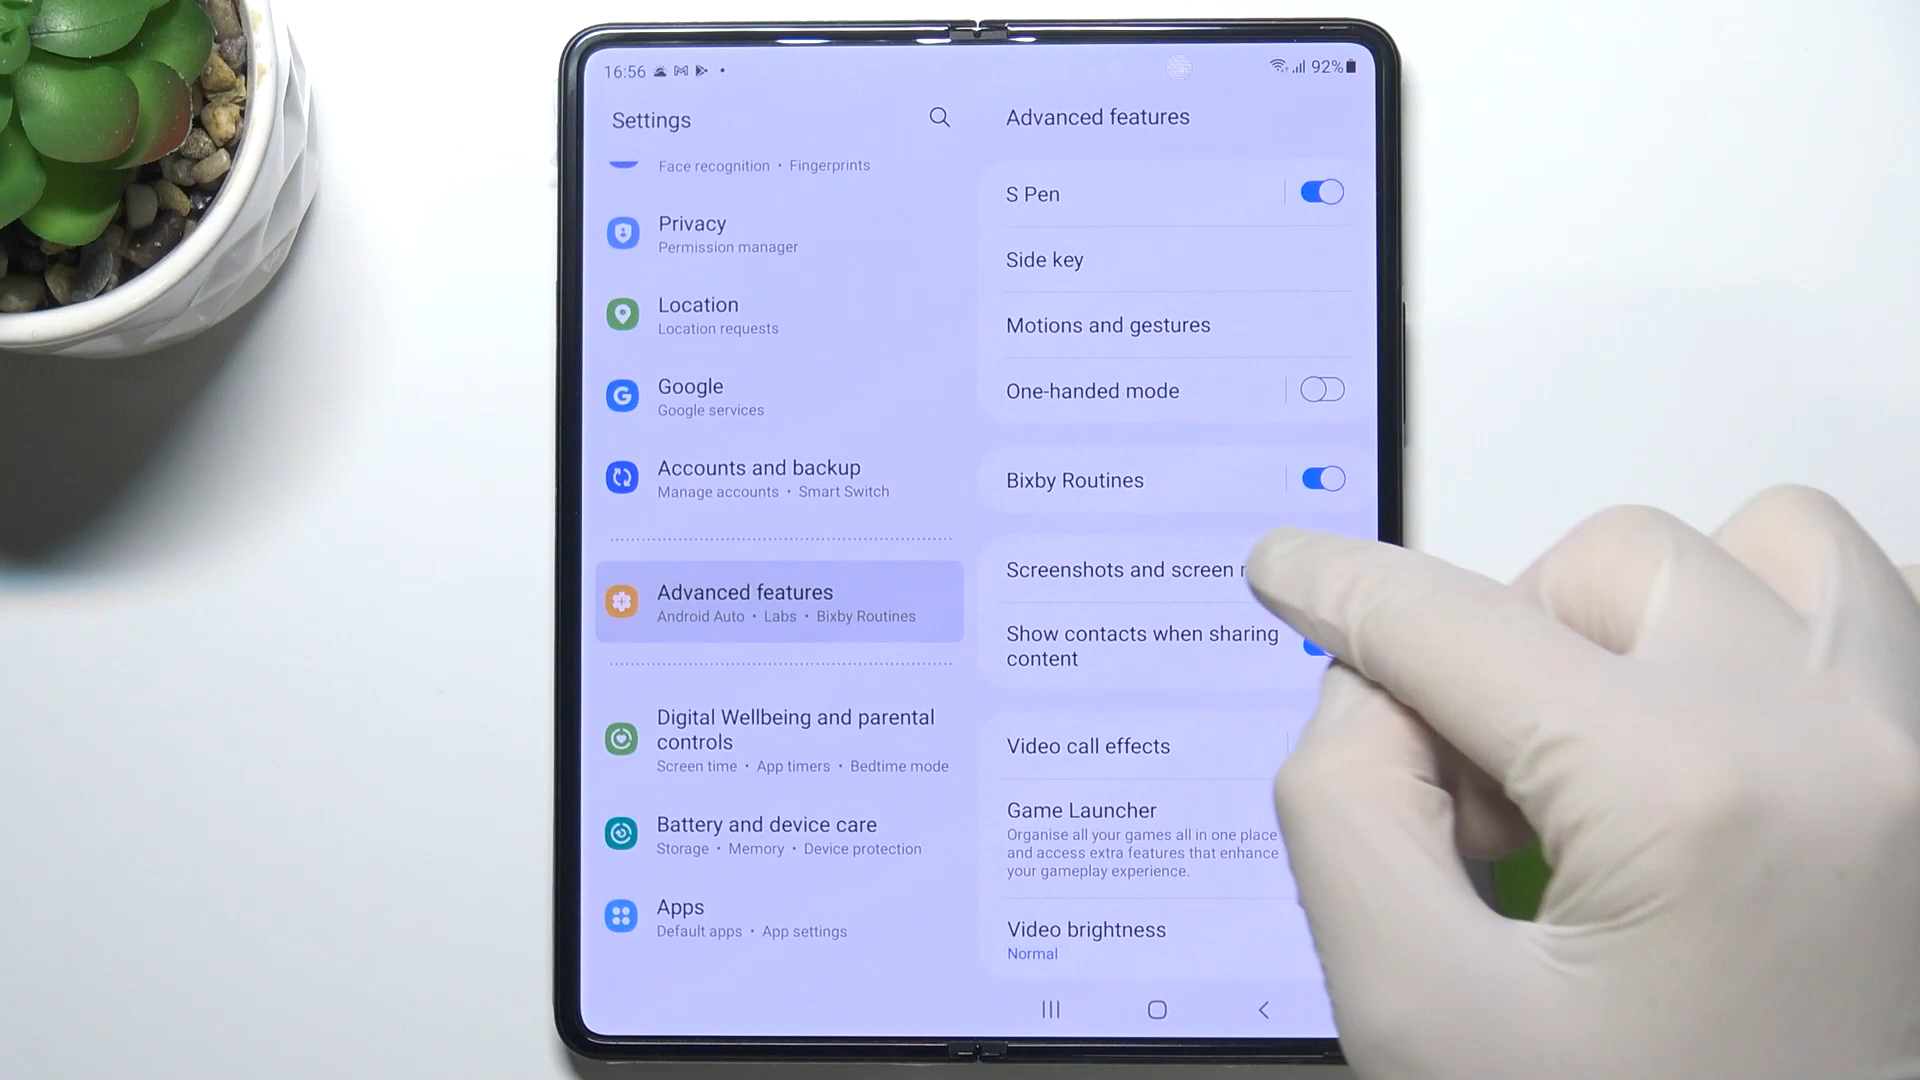 16:56
92%
Settings
Face recognition • Fingerprints
Privacy
Permission manager
Location
Location requests
Google
Google services
Accounts and backup
Manage accounts • Smart Switch
Advanced features
Android Auto • Labs • Bixby Routines
Digital Wellbeing and parental
controls
Screen time • App timers • Bedtime mode
Battery and device care
Storage • Memory • Device protection
Apps
Default apps • App settings
Advanced features
S Pen
Side key
Motions and gestures
One-handed mode
Bixby Routines
Screenshots and screen
Show contacts when sharing
content
Video call effects
Game Launcher
Organise all your games all in one place
and access extra features that enhance
your gameplay experience.
Video brightness
Normal